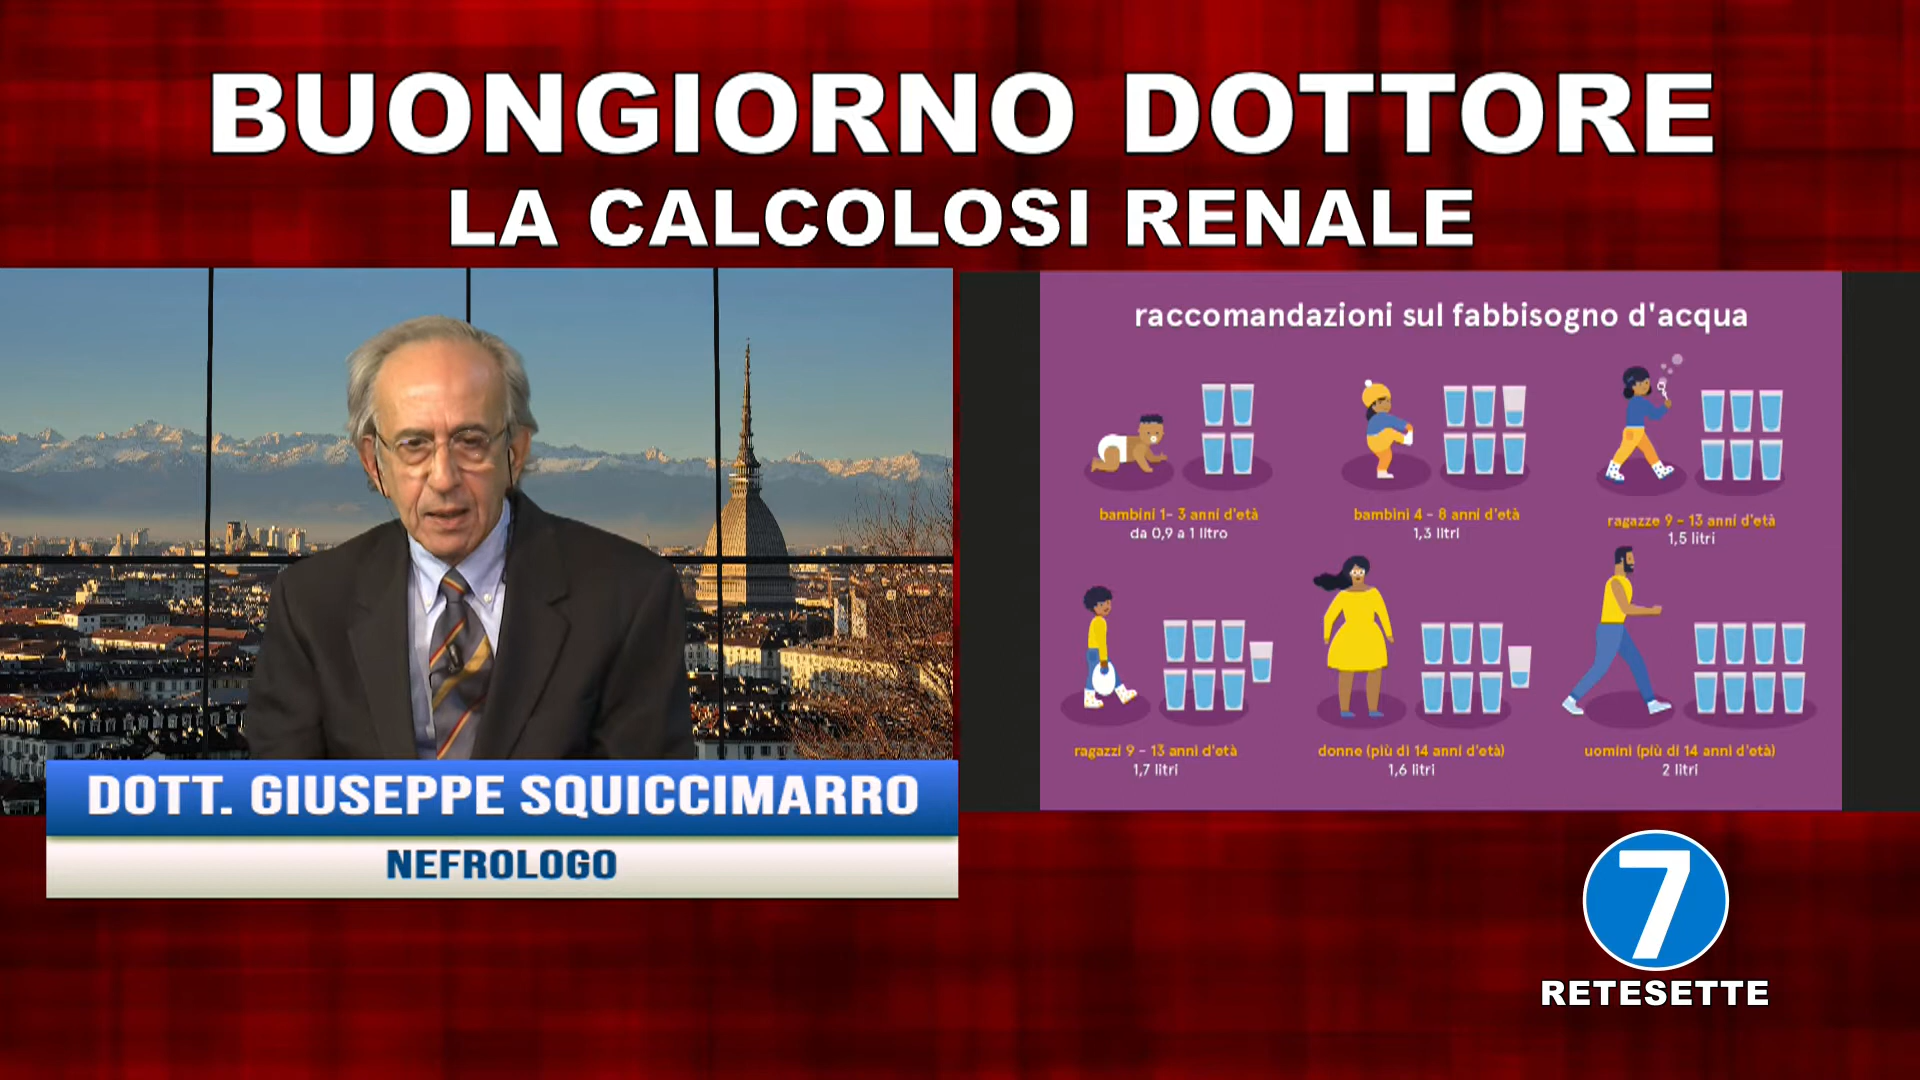 BUONGIORNO DOTTORE
LA CALCOLOSI RENALE
raccomandazioni sul fabbisogno d'acqua
bambini 1- 3 anni d'età
da 0,9 a 1 litro
bambini 4 - 8 anni d'età
1,3 litri
ragazze 9 - 13 anni d'età
1,5 litri
ragazzi 9 - 13 anni d'età
1,7 litri
donne (più di 14 anni d'età)
1,6 litri
uomini (più di 14 anni d'età)
2 litri
DOTT. GIUSEPPE SQUICCIMARRO
NEFROLOGO
7
RETESETTE